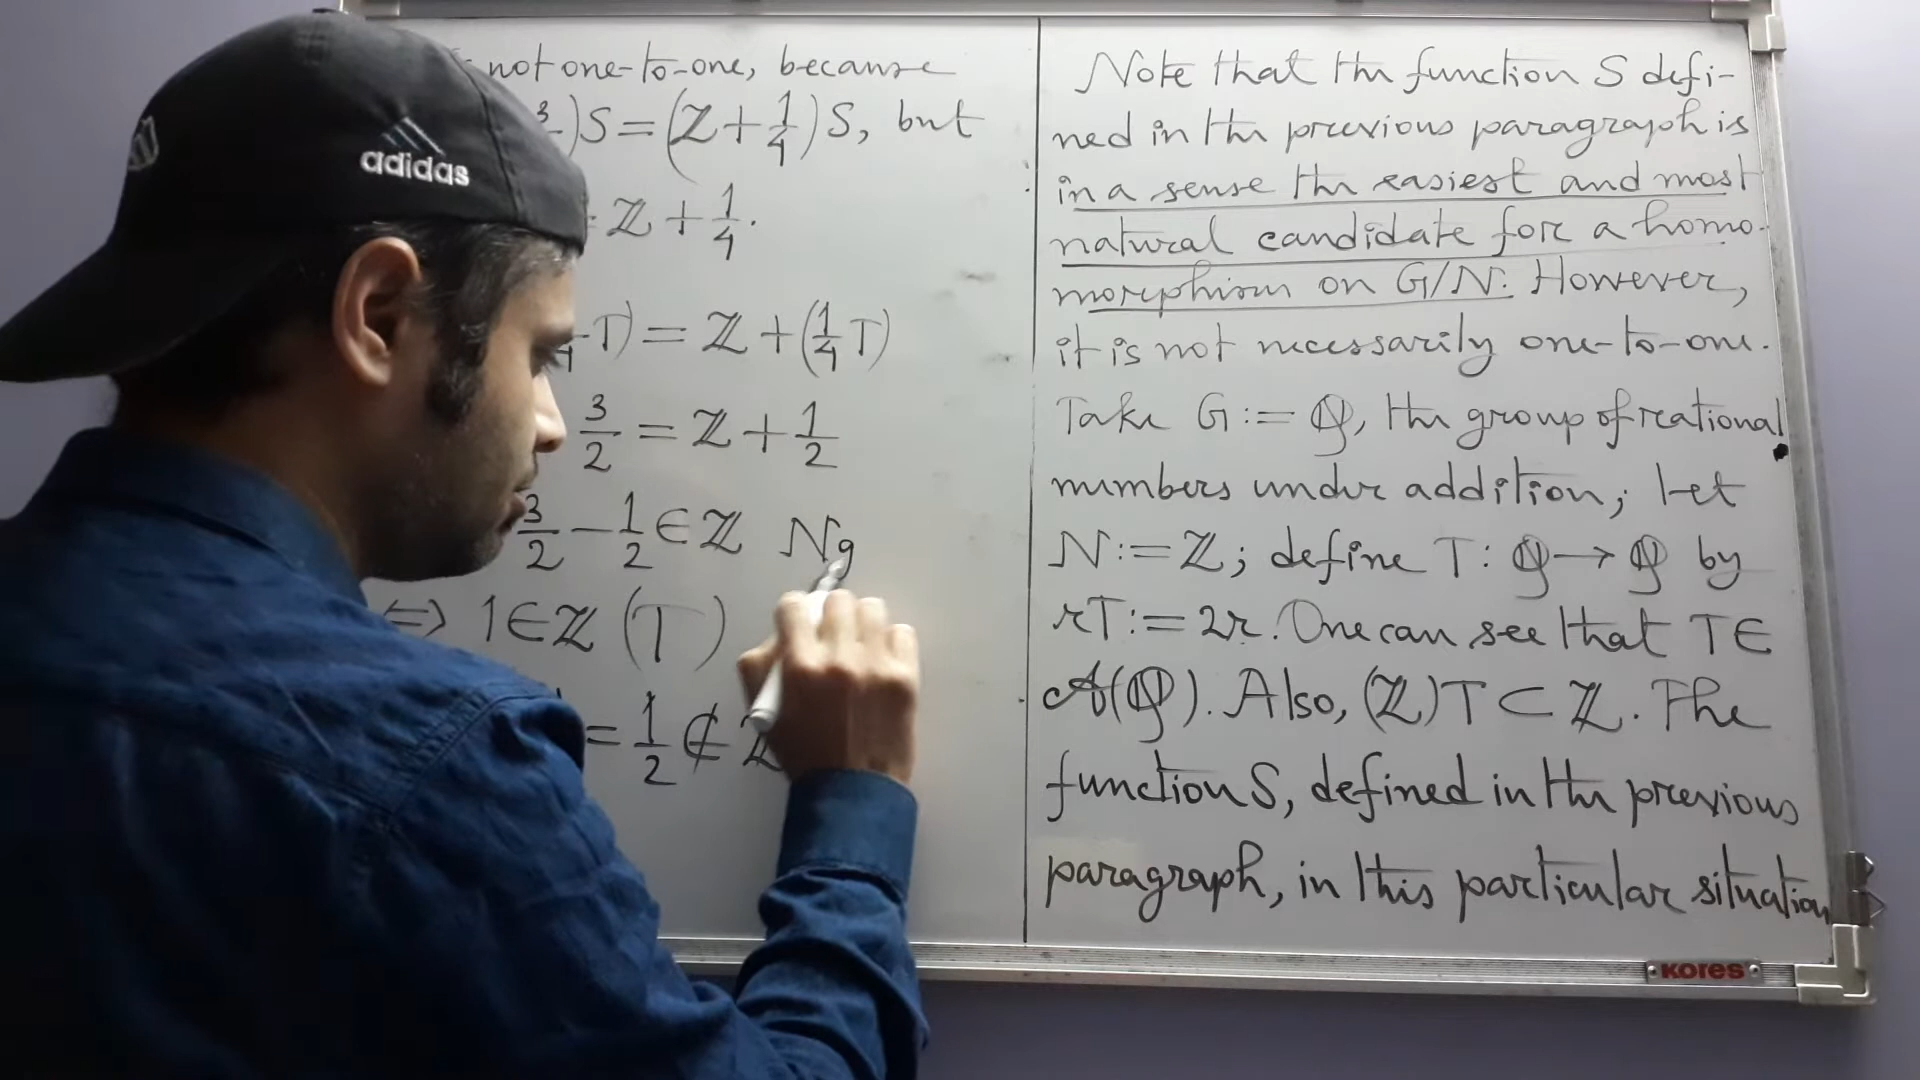 not one-to-one, because
3/ )S=(ℤ+1/4)S, but
= ℤ+1/4.
4 T)=ℤ+(1/4 T)
3/2=ℤ+1/2
3/2-1/2∈ℤ Ng
⇔ 1∈ℤ (T)
=1/2∉ℤ
Note that the function S defi-
ned in the previous paragraph is
in a sense the easiest and most
natural candidate for a homo-
morphism on G/N. However,
it is not necessarily one-to-one.
Take G:=ℚ, the group of rational
numbers under addition; let
N:=ℤ; define T: ℚ→ℚ by
rT:=2r. One can see that T∈
𝒜(ℚ). Also, (ℤ)T⊂ℤ. The
function S, defined in the previous
paragraph, in this particular situation
adidas
KORES